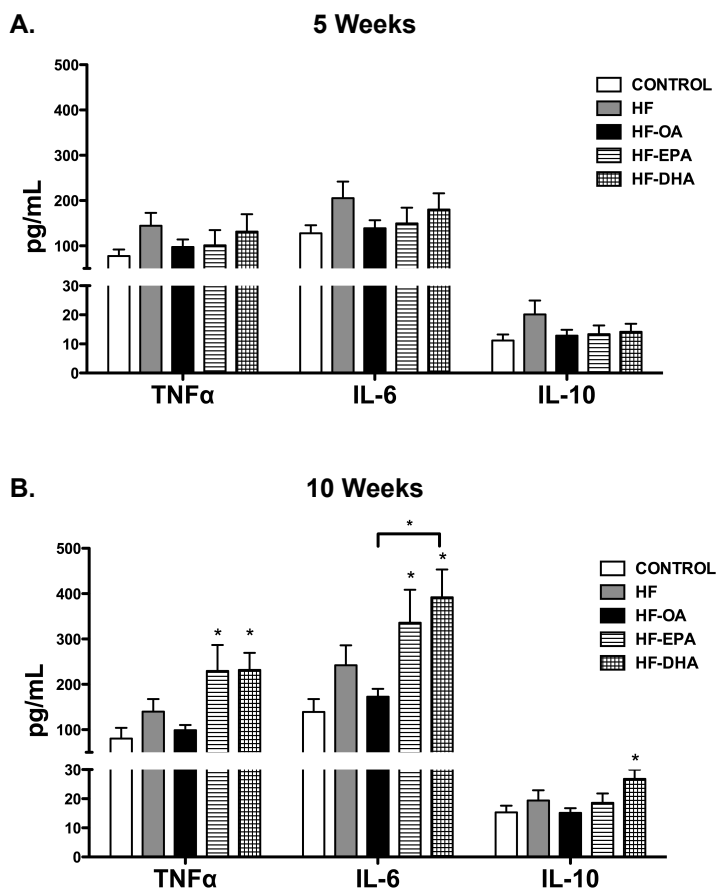 A.
5 Weeks
500
400
300
200
100
30
20
10
0
pg/mL
CONTROL
HF
HF-OA
HF-EPA
HF-DHA
TNFα IL-6 IL-10
B.
10 Weeks
500
400
300
200
100
30
20
10
0
pg/mL
* * * * * *
CONTROL
HF
HF-OA
HF-EPA
HF-DHA
TNFα IL-6 IL-10